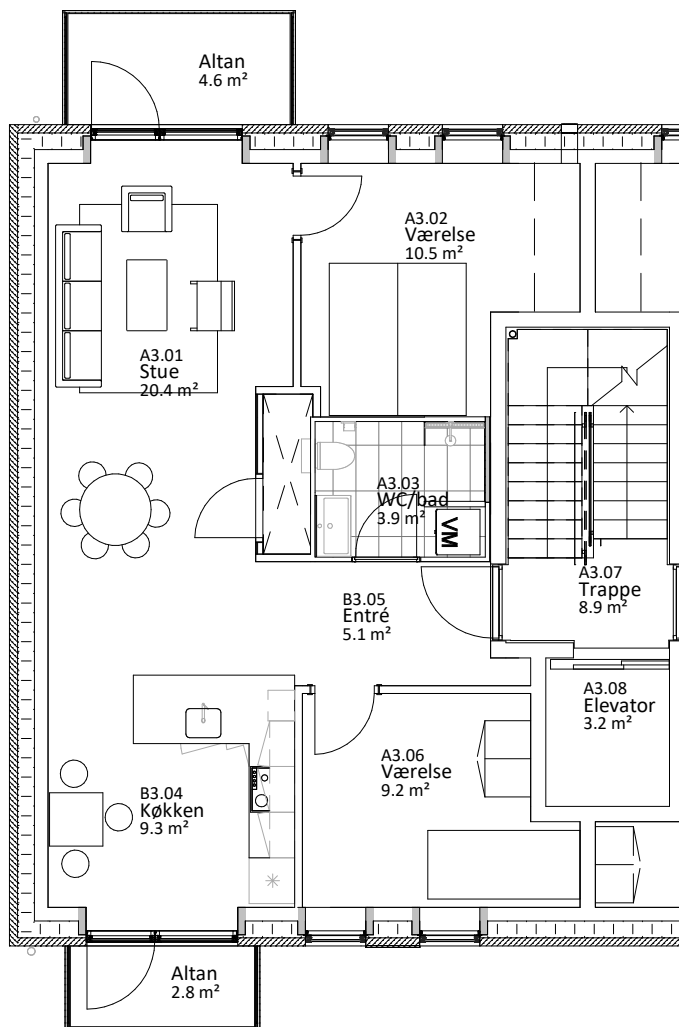 Altan
4.6 m²
A3.02
Værelse
10.5 m²
A3.01
Stue
20.4 m²
A3.03
WC/bad
3.9 m²
VM
A3.07
Trappe
8.9 m²
B3.05
Entré
5.1 m²
A3.08
Elevator
3.2 m²
A3.06
Værelse
9.2 m²
B3.04
Køkken
9.3 m²
Altan
2.8 m²